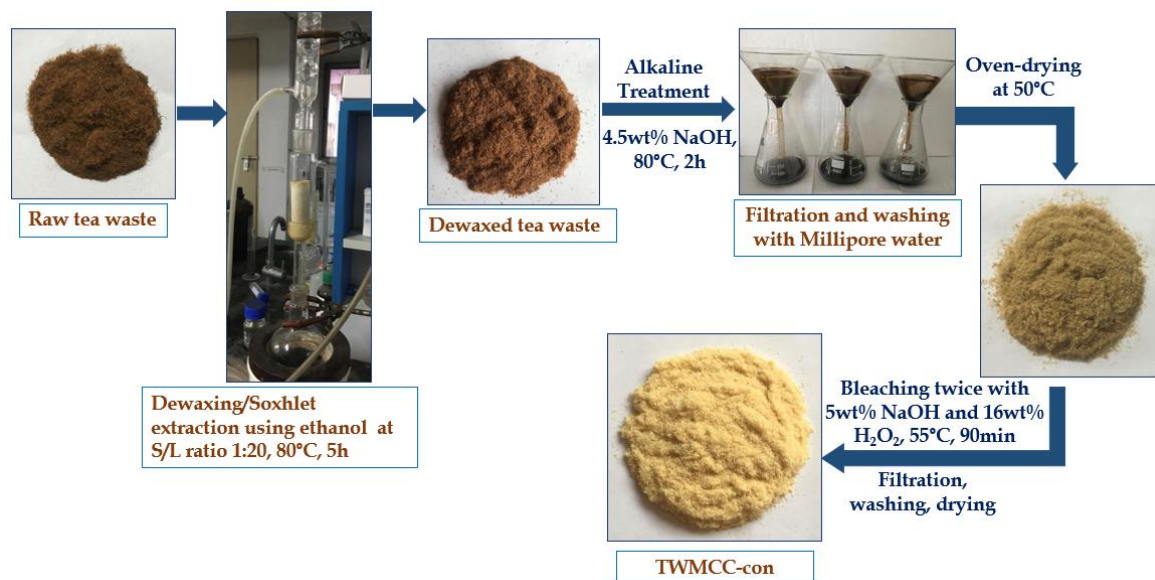 Raw tea waste
Dewaxing/Soxhlet
extraction using ethanol at
S/L ratio 1:20, 80°C, 5h
Dewaxed tea waste
Alkaline
Treatment
4.5wt% NaOH,
80°C, 2h
Filtration and washing
with Millipore water
Oven-drying
at 50°C
Bleaching twice with
5wt% NaOH and 16wt%
H₂O₂, 55°C, 90min
Filtration,
washing, drying
TWMCC-con